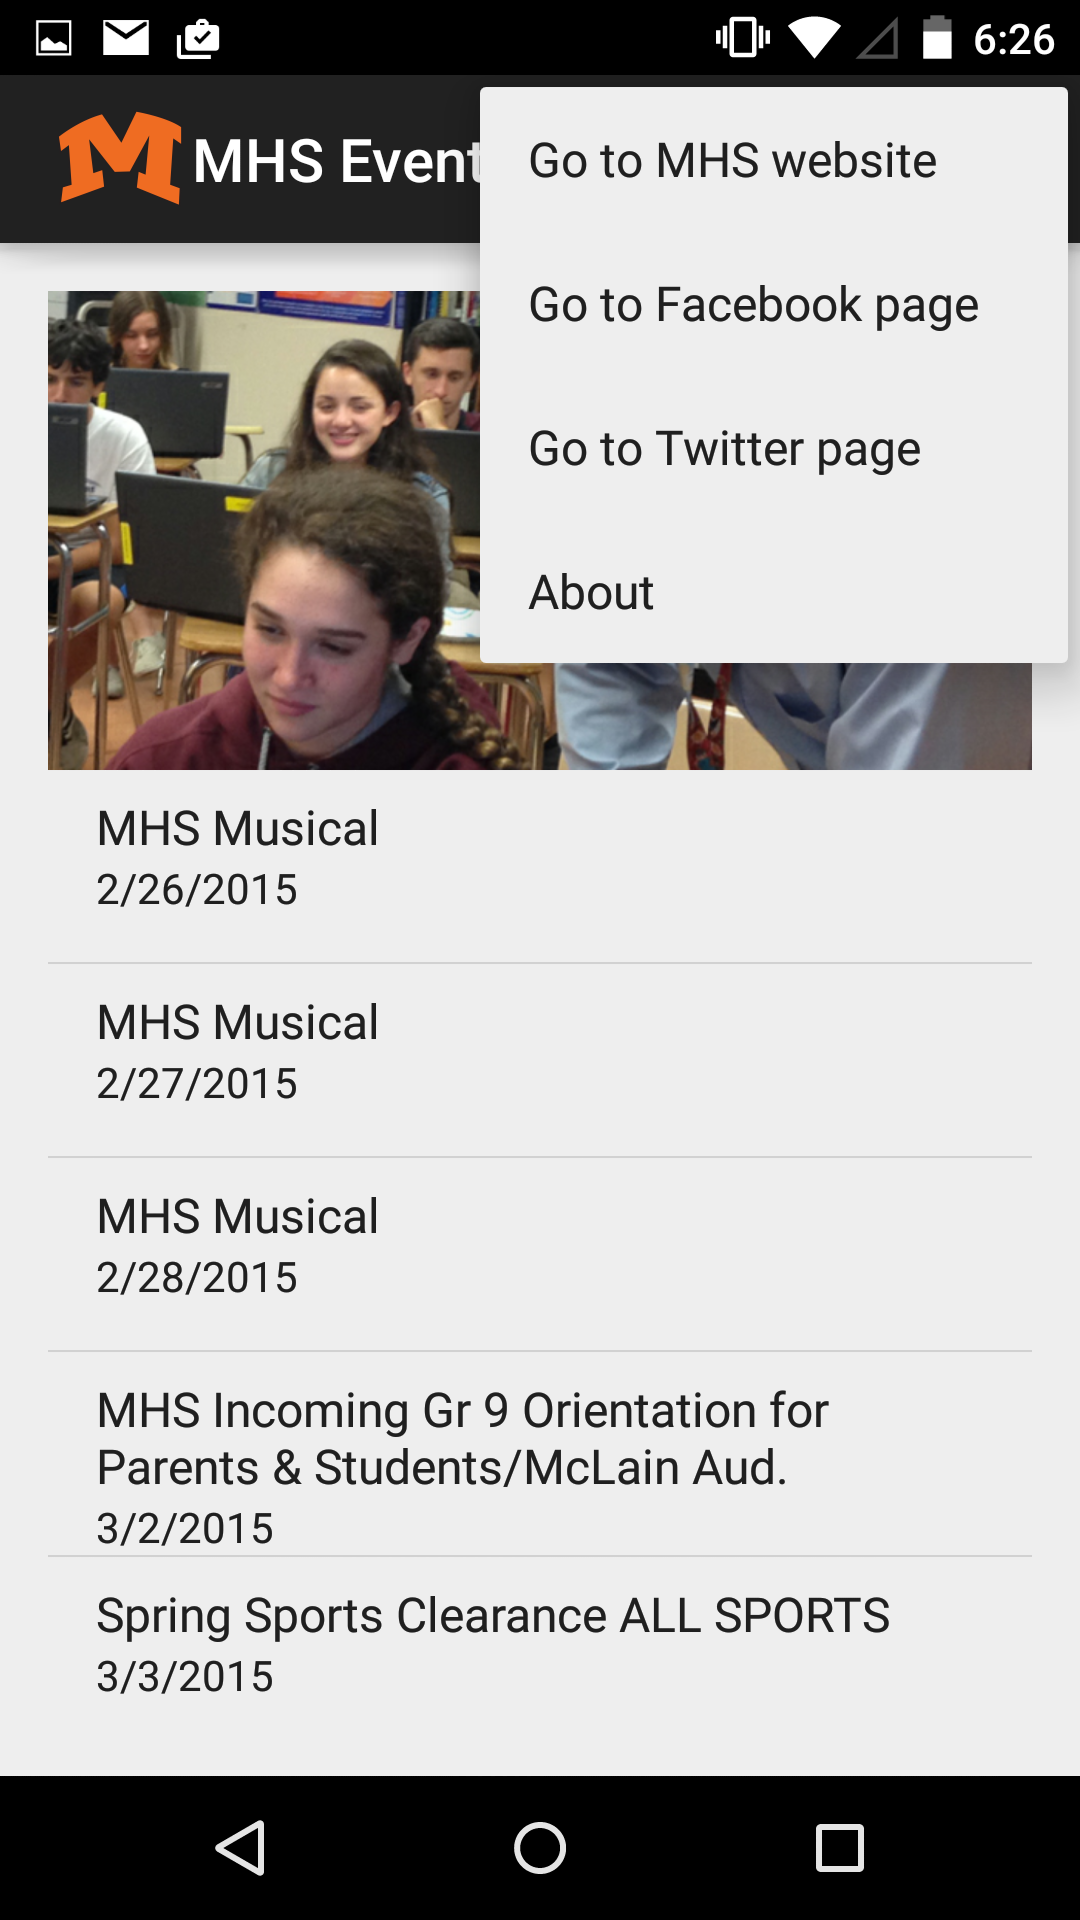 6:26
MHS Event
Go to MHS website
Go to Facebook page
Go to Twitter page
About
MHS Musical
2/26/2015
MHS Musical
2/27/2015
MHS Musical
2/28/2015
MHS Incoming Gr 9 Orientation for
Parents & Students/McLain Aud.
3/2/2015
Spring Sports Clearance ALL SPORTS
3/3/2015